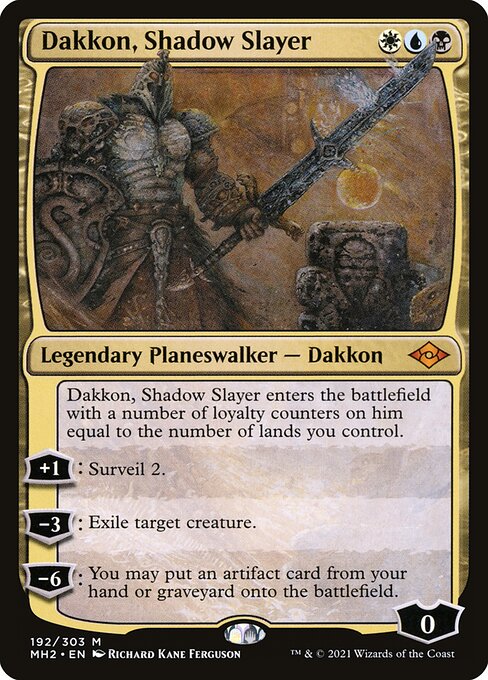 Dakkon, Shadow Slayer
Legendary Planeswalker — Dakkon
Dakkon, Shadow Slayer enters the battlefield
with a number of loyalty counters on him
equal to the number of lands you control.
+1: Surveil 2.
−3: Exile target creature.
−6: You may put an artifact card from your
hand or graveyard onto the battlefield.
0
192/303 M
MH2 • EN Richard Kane Ferguson
™ & © 2021 Wizards of the Coast